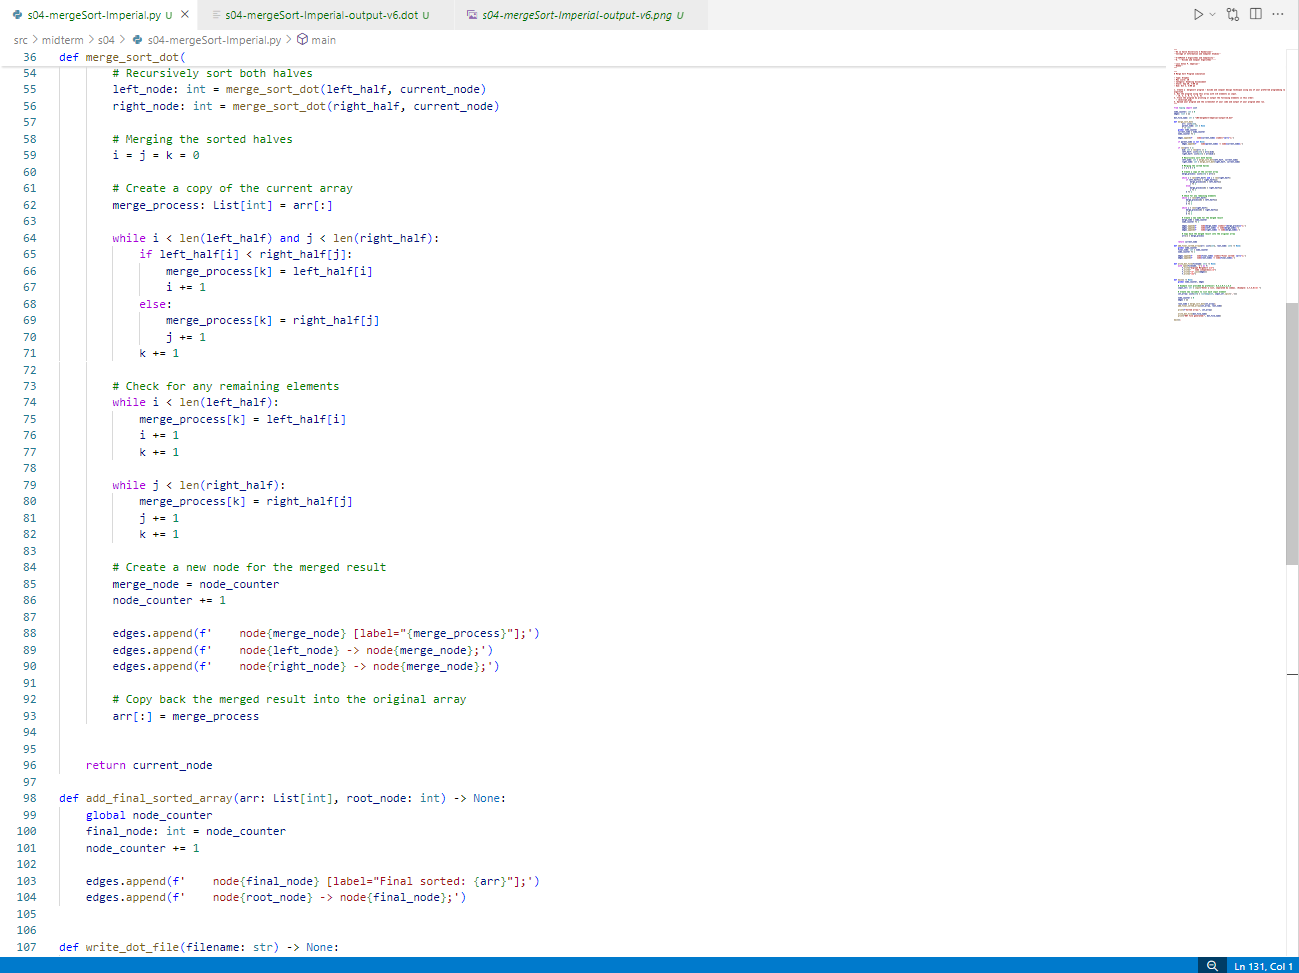 s04-mergeSort-Imperial.py U
s04-mergeSort-Imperial-output-v6.dot U
s04-mergeSort-Imperial-output-v6.png U
src > midterm > s04 > s04-mergeSort-Imperial.py > main
36 def merge_sort_dot(
54 # Recursively sort both halves
55 left_node: int = merge_sort_dot(left_half, current_node)
56 right_node: int = merge_sort_dot(right_half, current_node)
57
58 # Merging the sorted halves
59 i = j = k = 0
60
61 # Create a copy of the current array
62 merge_process: List[int] = arr[:]
63
64 while i < len(left_half) and j < len(right_half):
65 if left_half[i] < right_half[j]:
66 merge_process[k] = left_half[i]
67 i += 1
68 else:
69 merge_process[k] = right_half[j]
70 j += 1
71 k += 1
72
73 # Check for any remaining elements
74 while i < len(left_half):
75 merge_process[k] = left_half[i]
76 i += 1
77 k += 1
78
79 while j < len(right_half):
80 merge_process[k] = right_half[j]
81 j += 1
82 k += 1
83
84 # Create a new node for the merged result
85 merge_node = node_counter
86 node_counter += 1
87
88 edges.append(f'    node{merge_node} [label="{merge_process}"];')
89 edges.append(f'    node{left_node} -> node{merge_node};')
90 edges.append(f'    node{right_node} -> node{merge_node};')
91
92 # Copy back the merged result into the original array
93 arr[:] = merge_process
94
95
96 return current_node
97
98 def add_final_sorted_array(arr: List[int], root_node: int) -> None:
99 global node_counter
100 final_node: int = node_counter
101 node_counter += 1
102
103 edges.append(f'    node{final_node} [label="Final sorted: {arr}"];')
104 edges.append(f'    node{root_node} -> node{final_node};')
105
106
107 def write_dot_file(filename: str) -> None:
Ln 131, Col 1